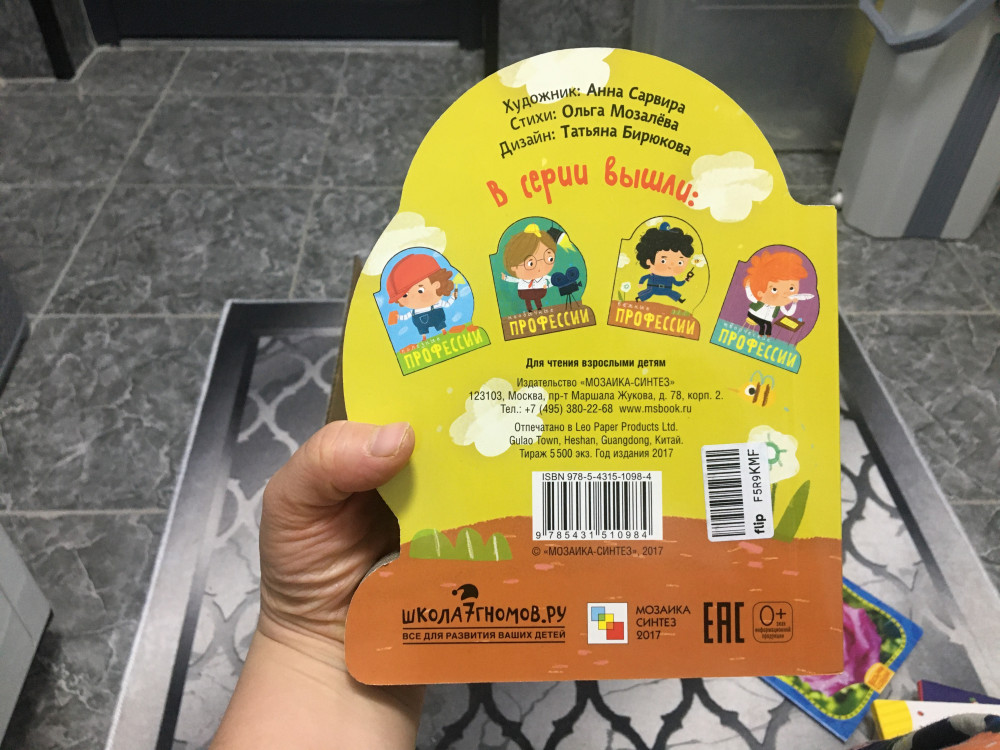 Художник: Анна Сарвира
Стихи: Ольга Мозалёва
Дизайн: Татьяна Бирюкова
В серии вышли:
ПРОФЕССИИ
ПРОФЕССИИ
ПРОФЕССИИ
ПРОФЕССИИ
Для чтения взрослыми детям
Издательство «МОЗАИКА-СИНТЕЗ»
123103, Москва, пр-т Маршала Жукова, д. 78, корп. 2.
Тел.: +7 (495) 380-22-68 www.msbook.ru
Отпечатано в Leo Paper Products Ltd.
Gulao Town, Heshan, Guangdong, Китай.
Тираж 5 500 экз. Год издания 2017
ISBN 978-5-4315-1098-4
9 785431 510984
© «МОЗАИКА-СИНТЕЗ», 2017
flip F5R9KMF
ШКОЛА7ГНОМОВ.РУ
ВСЕ ДЛЯ РАЗВИТИЯ ВАШИХ ДЕТЕЙ
МОЗАИКА
СИНТЕЗ
2017
ЕАС
0+
знак
информационной
продукции